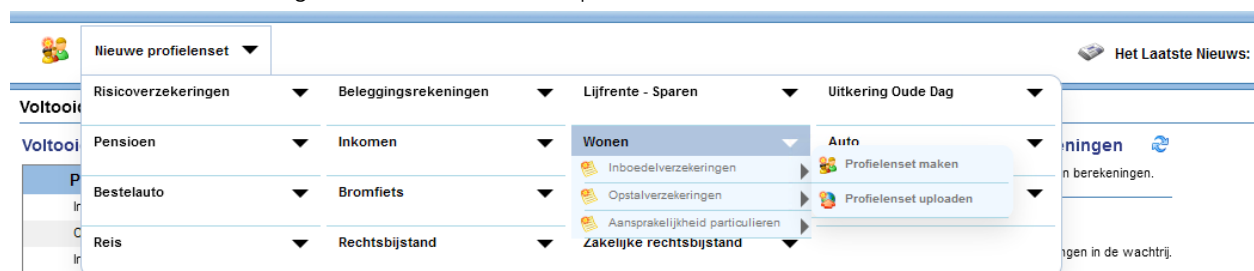 Nieuwe profielenset
Het Laatste Nieuws:
Risicoverzekeringen
Beleggingsrekeningen
Lijfrente - Sparen
Uitkering Oude Dag
Voltooi
Voltooi
Pensioen
Inkomen
Wonen
Auto
ningen
Inboedelverzekeringen
Profielenset maken
n berekeningen.
P
Bestelauto
Bromfiets
Opstalverzekeringen
Profielenset uploaden
Aansprakelijkheid particulieren
Reis
Rechtsbijstand
Zakelijke rechtsbijstand
ngen in de wachtrij.